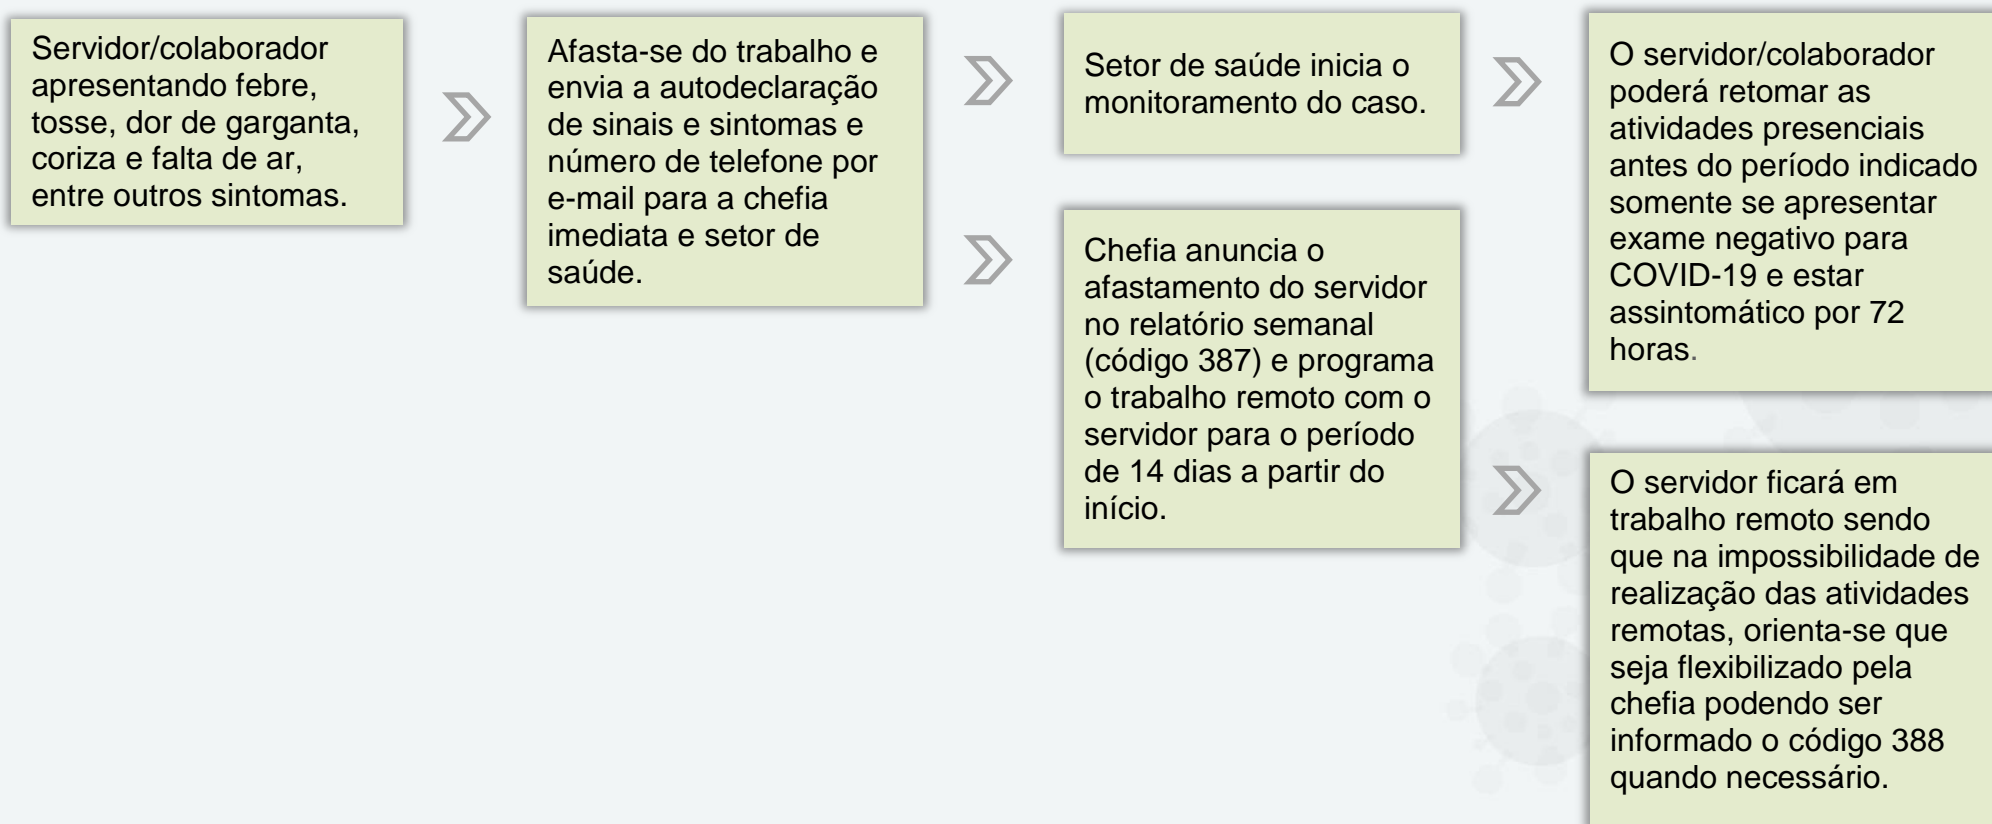 Servidor/colaborador
apresentando febre,
tosse, dor de garganta,
coriza e falta de ar,
entre outros sintomas.
Afasta-se do trabalho e
envia a autodeclaração
de sinais e sintomas e
número de telefone por
e-mail para a chefia
imediata e setor de
saúde.
Setor de saúde inicia o
monitoramento do caso.
Chefia anuncia o
afastamento do servidor
no relatório semanal
(código 387) e programa
o trabalho remoto com o
servidor para o período
de 14 dias a partir do
início.
O servidor/colaborador
poderá retomar as
atividades presenciais
antes do período indicado
somente se apresentar
exame negativo para
COVID-19 e estar
assintomático por 72
horas.
O servidor ficará em
trabalho remoto sendo
que na impossibilidade de
realização das atividades
remotas, orienta-se que
seja flexibilizado pela
chefia podendo ser
informado o código 388
quando necessário.